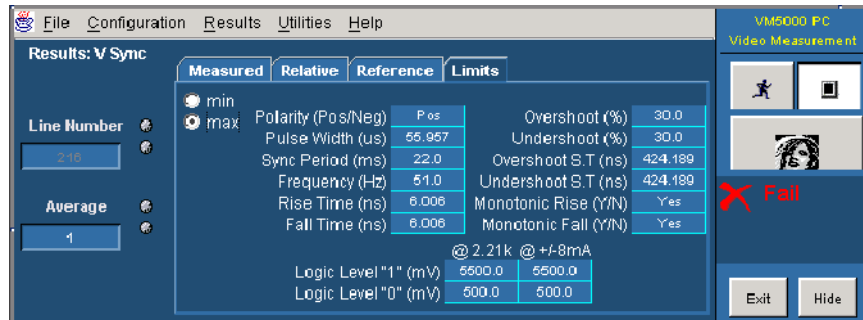 File Configuration Results Utilities Help
VM5000 PC
Video Measurement
Results: V Sync
Measured Relative Reference Limits
min
max
Line Number
216
Average
1
Polarity (Pos/Neg) Pos Overshoot (%) 30.0
Pulse Width (us) 55.957 Undershoot (%) 30.0
Sync Period (ms) 22.0 Overshoot S.T (ns) 424.189
Frequency (Hz) 51.0 Undershoot S.T (ns) 424.189
Rise Time (ns) 6.006 Monotonic Rise (Y/N) Yes
Fall Time (ns) 6.006 Monotonic Fall (Y/N) Yes
@ 2.21k @ +/-8mA
Logic Level "1" (mV) 5500.0 5500.0
Logic Level "0" (mV) 500.0 500.0
Fail
Exit Hide